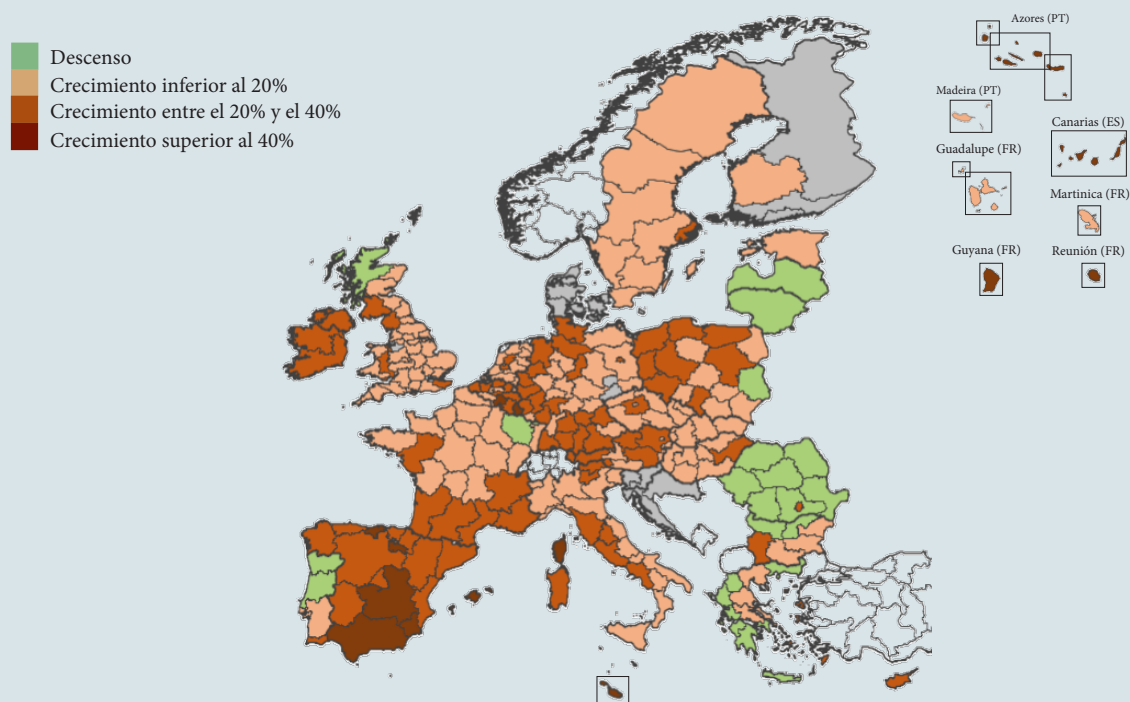 Descenso
Crecimiento inferior al 20%
Crecimiento entre el 20% y el 40%
Crecimiento superior al 40%
Azores (PT)
Madeira (PT)
Canarias (ES)
Guadalupe (FR)
Martinica (FR)
Guyana (FR)
Reunión (FR)